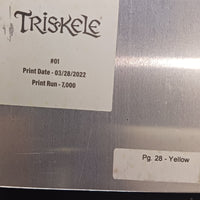 TRISKELE
#01
Print Date - 03/28/2022
Print Run - 7,000
Pg. 28 - Yellow